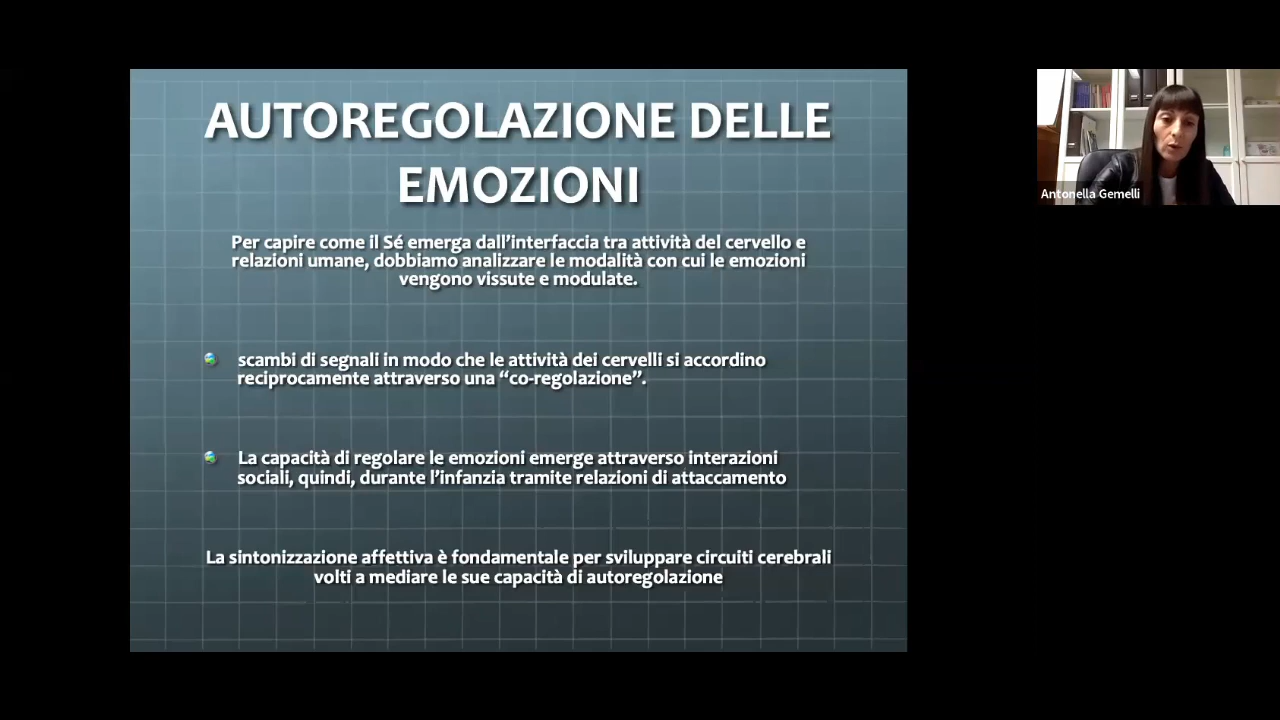 AUTOREGOLAZIONE DELLE
EMOZIONI
Per capire come il Sé emerga dall’interfaccia tra attività del cervello e
relazioni umane, dobbiamo analizzare le modalità con cui le emozioni
vengono vissute e modulate.
scambi di segnali in modo che le attività dei cervelli si accordino
reciprocamente attraverso una “co-regolazione”.
La capacità di regolare le emozioni emerge attraverso interazioni
sociali, quindi, durante l’infanzia tramite relazioni di attaccamento
La sintonizzazione affettiva è fondamentale per sviluppare circuiti cerebrali
volti a mediare le sue capacità di autoregolazione
Antonella Gemelli